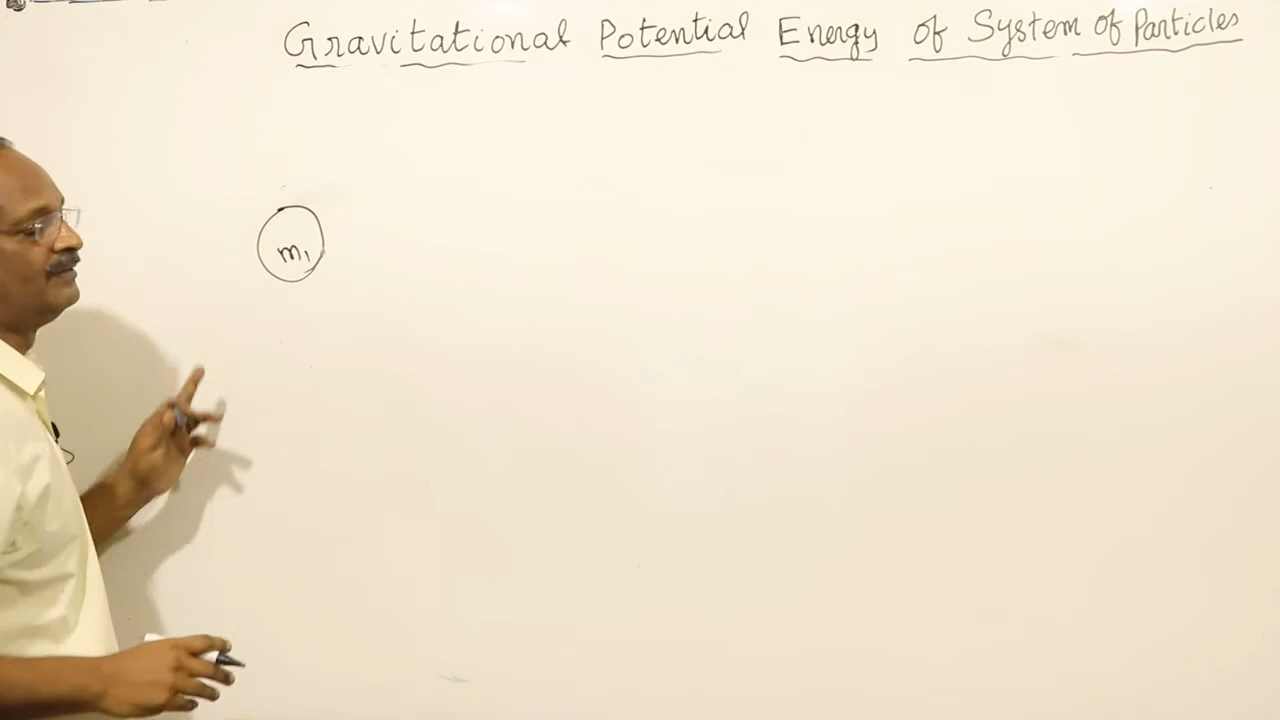 Gravitational Potential Energy of System of Particles
m₁